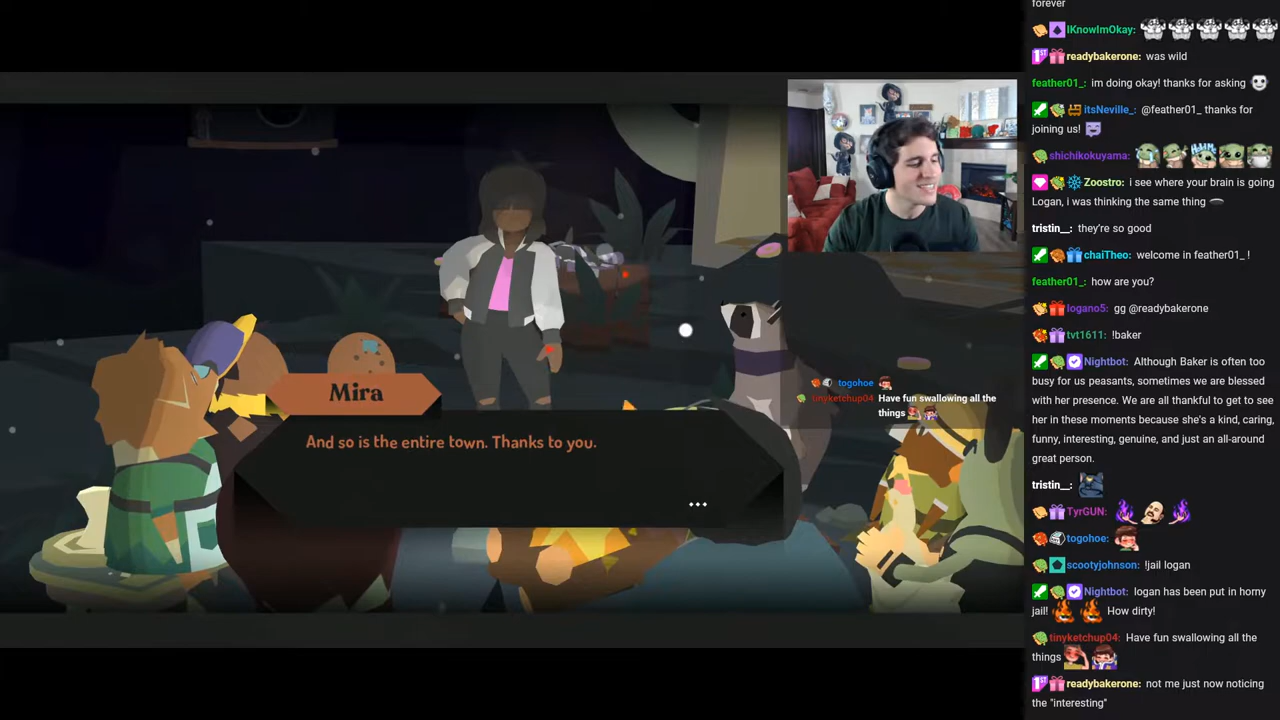 Mira
And so is the entire town. Thanks to you.
...
togohoe
tinyketchup04: Have fun swallowing all the
things
forever
IKnowImOkay:
readybakerone: was wild
feather01_: im doing okay! thanks for asking
itsNeville_: @feather01_ thanks for
joining us!
shichikokuyama:
Zoostro: i see where your brain is going
Logan, i was thinking the same thing
tristin__: they're so good
chaiTheo: welcome in feather01_ !
feather01_: how are you?
logano5: gg @readybakerone
tvt1611: !baker
Nightbot: Although Baker is often too
busy for us peasants, sometimes we are blessed
with her presence. We are all thankful to get to see
her in these moments because she's a kind, caring,
funny, interesting, genuine, and just an all-around
great person.
tristin__:
TyrGUN:
togohoe:
scootyjohnson: !jail logan
Nightbot: logan has been put in horny
jail! How dirty!
tinyketchup04: Have fun swallowing all the
things
1ST readybakerone: not me just now noticing
the "interesting"